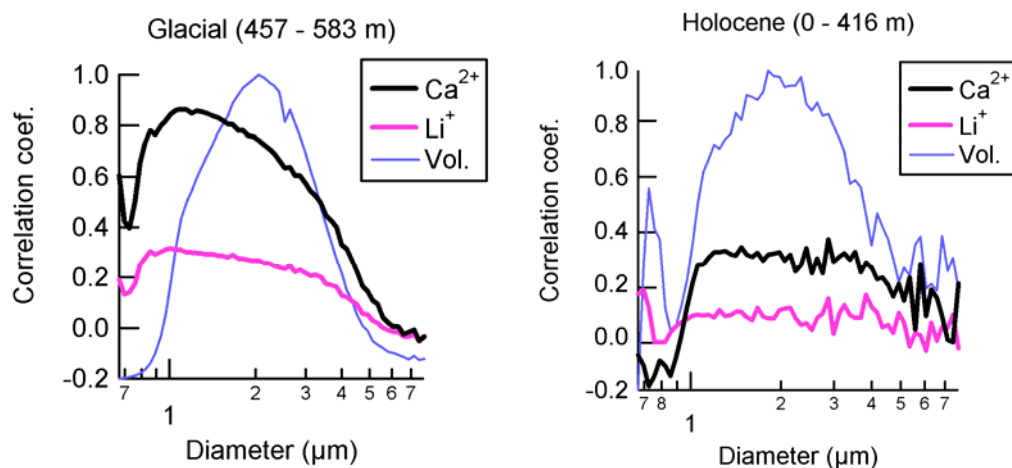 Glacial (457 - 583 m)
Correlation coef.
1.0
0.8
0.6
0.4
0.2
0.0
-0.2
Ca2+
Li+
Vol.
7
1
2
3
4
5
6
7
Diameter (µm)
Holocene (0 - 416 m)
Correlation coef.
1.0
0.8
0.6
0.4
0.2
0.0
-0.2
Ca2+
Li+
Vol.
7
8
1
2
3
4
5
6
7
Diameter (µm)